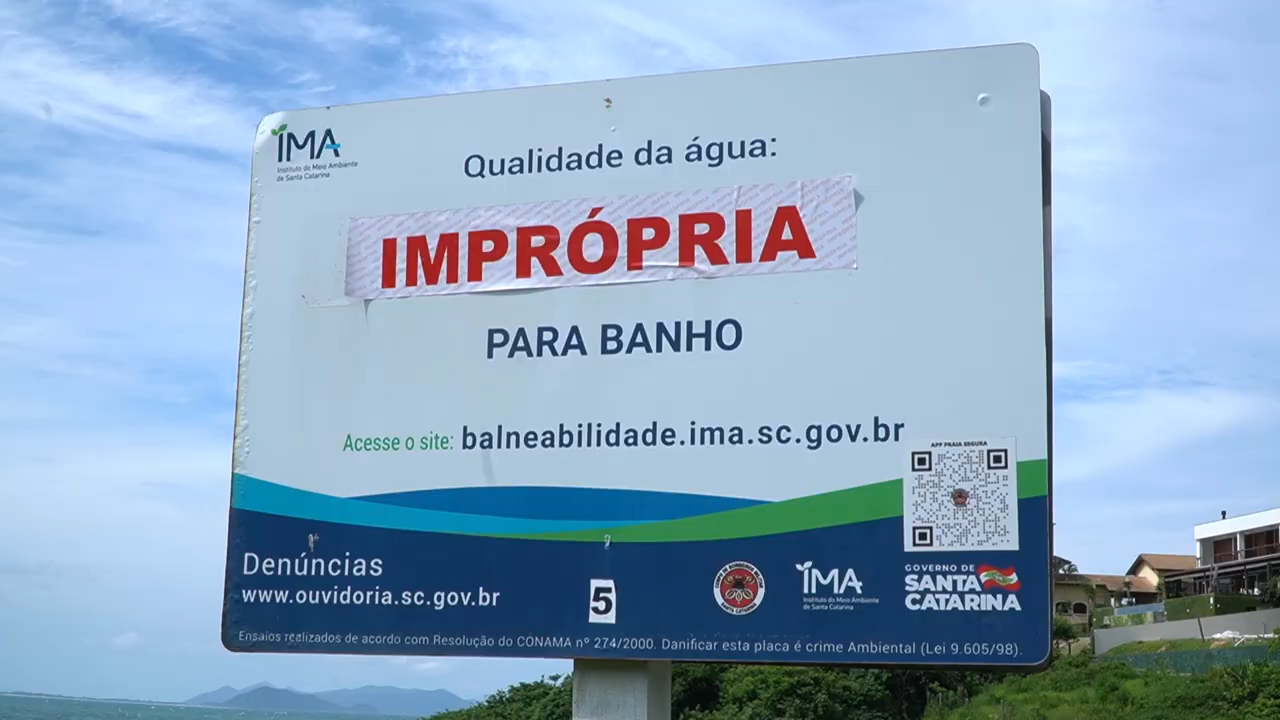 IMA
Instituto do Meio Ambiente
de Santa Catarina
Qualidade da água:
IMPRÓPRIA
PARA BANHO
Acesse o site: balneabilidade.ima.sc.gov.br
APP PRAIA SEGURA
Denúncias
www.ouvidoria.sc.gov.br
5
SANTA CATARINA
IMA
Instituto do Meio Ambiente
de Santa Catarina
GOVERNO DE
SANTA
CATARINA
Ensaios realizados de acordo com Resolução do CONAMA nº 274/2000. Danificar esta placa é crime Ambiental (Lei 9.605/98).